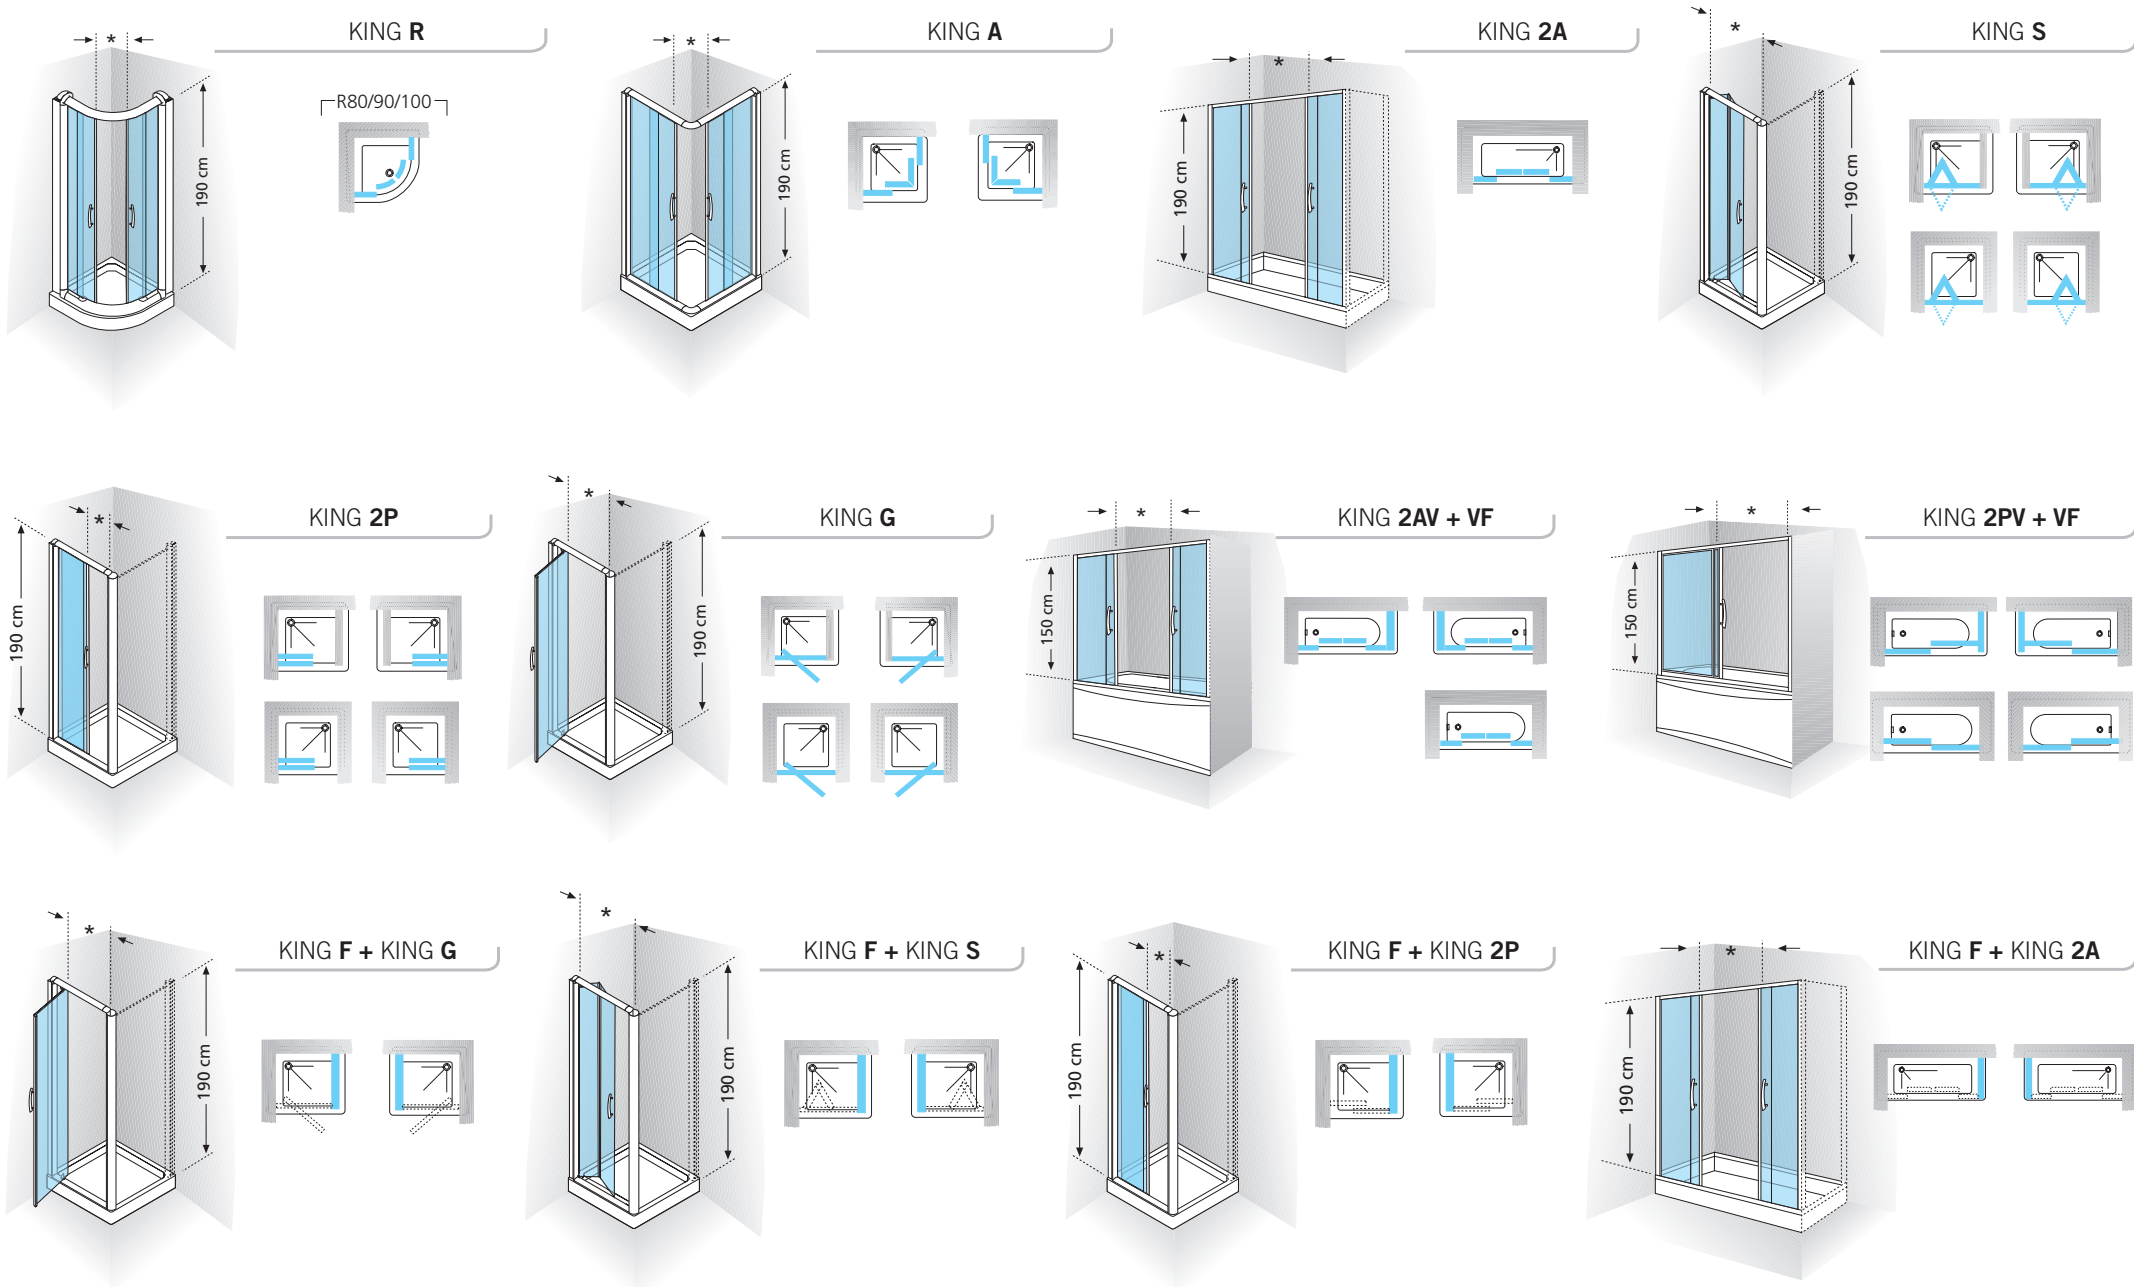 KING R
*
190 cm
R80/90/100
KING A
*
190 cm
KING 2A
*
190 cm
KING S
*
190 cm
KING 2P
*
190 cm
KING G
*
190 cm
KING 2AV + VF
*
150 cm
KING 2PV + VF
*
150 cm
KING F + KING G
*
190 cm
KING F + KING S
*
190 cm
KING F + KING 2P
*
190 cm
KING F + KING 2A
*
190 cm